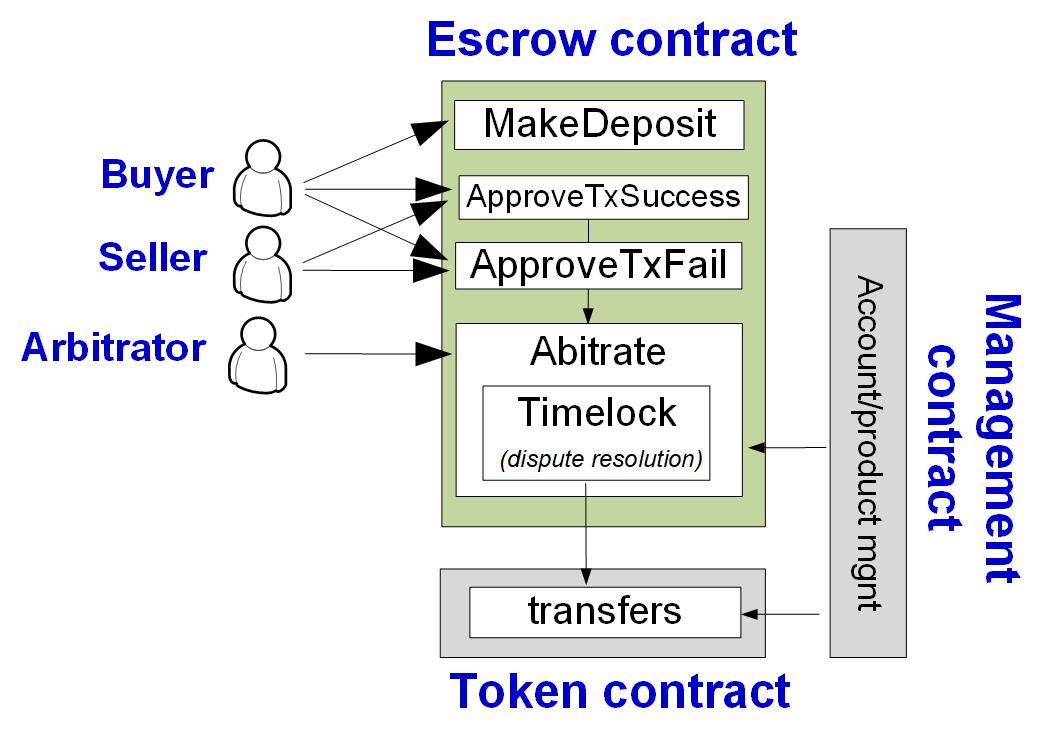 Escrow contract
MakeDeposit
Buyer
ApproveTxSuccess
Seller
ApproveTxFail
Arbitrator
Abitrate
Timelock
(dispute resolution)
Account/product mgnt
Management
contract
transfers
Token contract